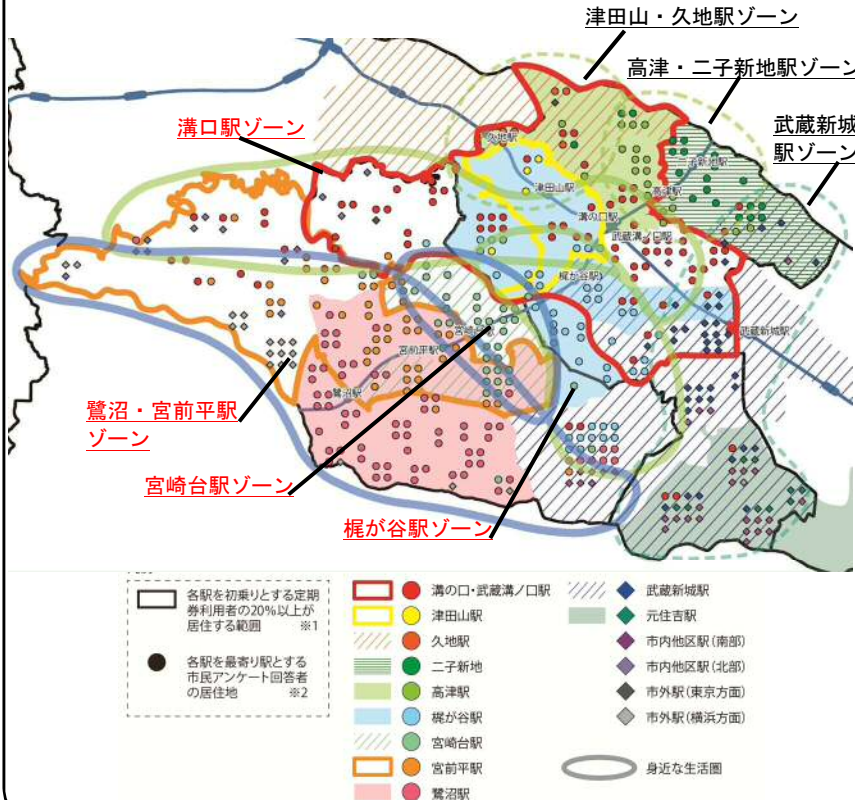 津田山・久地駅ゾーン
高津・二子新地駅ゾーン
武蔵新城
駅ゾーン
溝口駅ゾーン
久地駅
二子新地駅
津田山駅
高津駅
溝の口駅
武蔵溝ノ口駅
梶が谷駅
宮崎台駅
武蔵新城駅
宮前平駅
鷺沼駅
鷺沼・宮前平駅
ゾーン
宮崎台駅ゾーン
梶が谷駅ゾーン
各駅を初乗りとする定期
券利用者の20%以上が
居住する範囲 ※1
各駅を最寄り駅とする
市民アンケート回答者
の居住地 ※2
溝の口・武蔵溝ノ口駅
津田山駅
久地駅
二子新地
高津駅
梶が谷駅
宮崎台駅
宮前平駅
鷺沼駅
武蔵新城駅
元住吉駅
市内他区駅(南部)
市内他区駅(北部)
市外駅(東京方面)
市外駅(横浜方面)
身近な生活圏